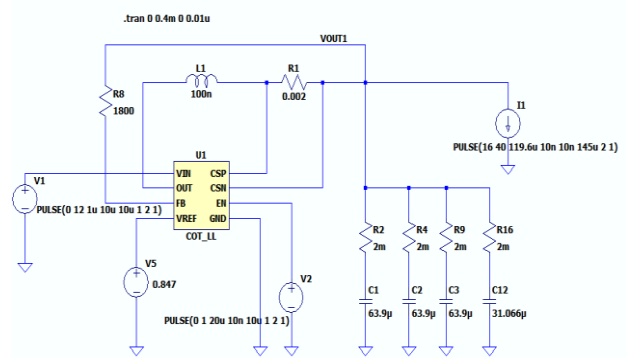 .tran 0 0.4m 0 0.01u
VOUT1
L1
100n
R1
0.002
R8
1800
I1
PULSE(16 40 119.6u 10n 10n 145u 2 1)
U1
VIN
CSP
OUT
CSN
FB
EN
VREF
GND
COT_LL
V1
PULSE(0 12 1u 10u 10u 1 2 1)
V5
0.847
V2
PULSE(0 1 20u 10n 10u 1 2 1)
R2
2m
R4
2m
R9
2m
R16
2m
C1
63.9µ
C2
63.9µ
C3
63.9µ
C12
31.066µ